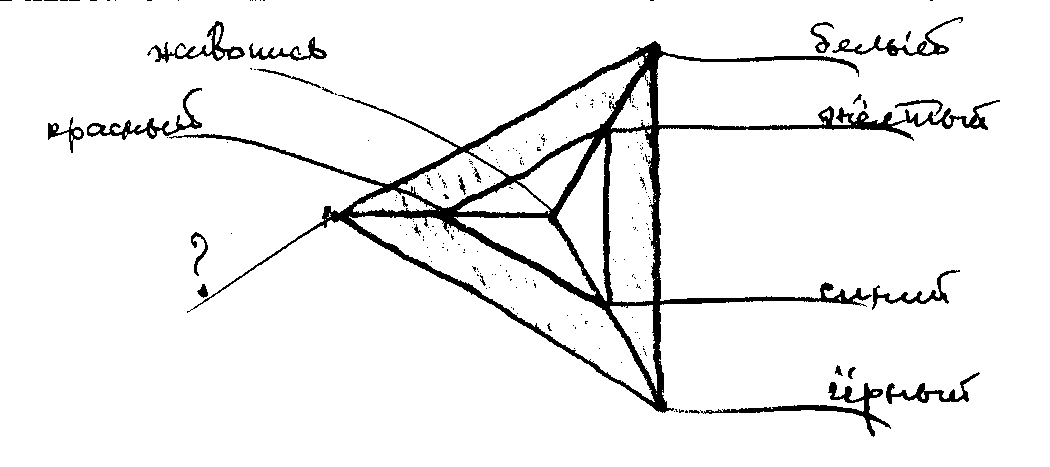 живопись
белый
красный
жёлтый
?
синий
чёрный